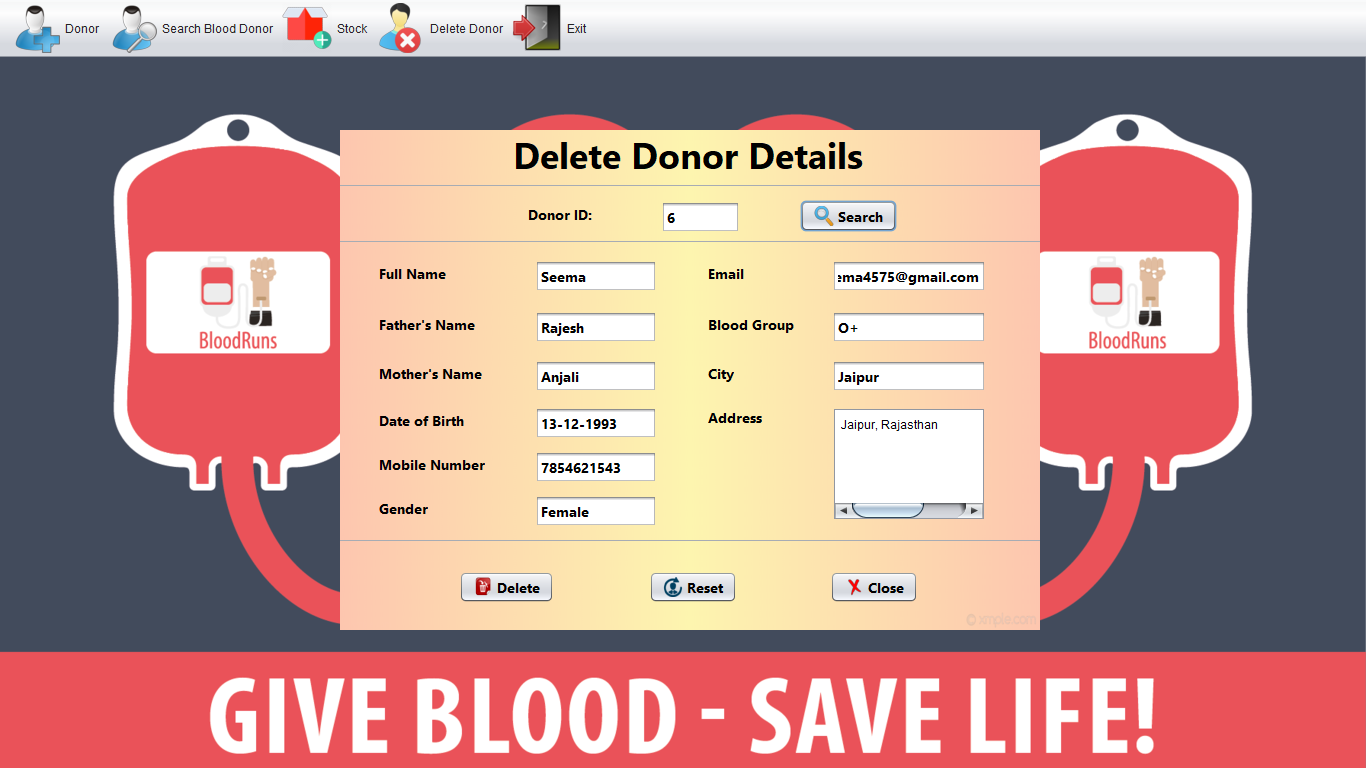 Donor Search Blood Donor Stock Delete Donor Exit
Delete Donor Details
Donor ID: 6 Search
Full Name Seema Email ema4575@gmail.com
Father's Name Rajesh Blood Group O+
Mother's Name Anjali City Jaipur
Date of Birth 13-12-1993 Address Jaipur, Rajasthan
Mobile Number 7854621543
Gender Female
Delete Reset Close
© xmple.com
BloodRuns BloodRuns
GIVE BLOOD - SAVE LIFE!